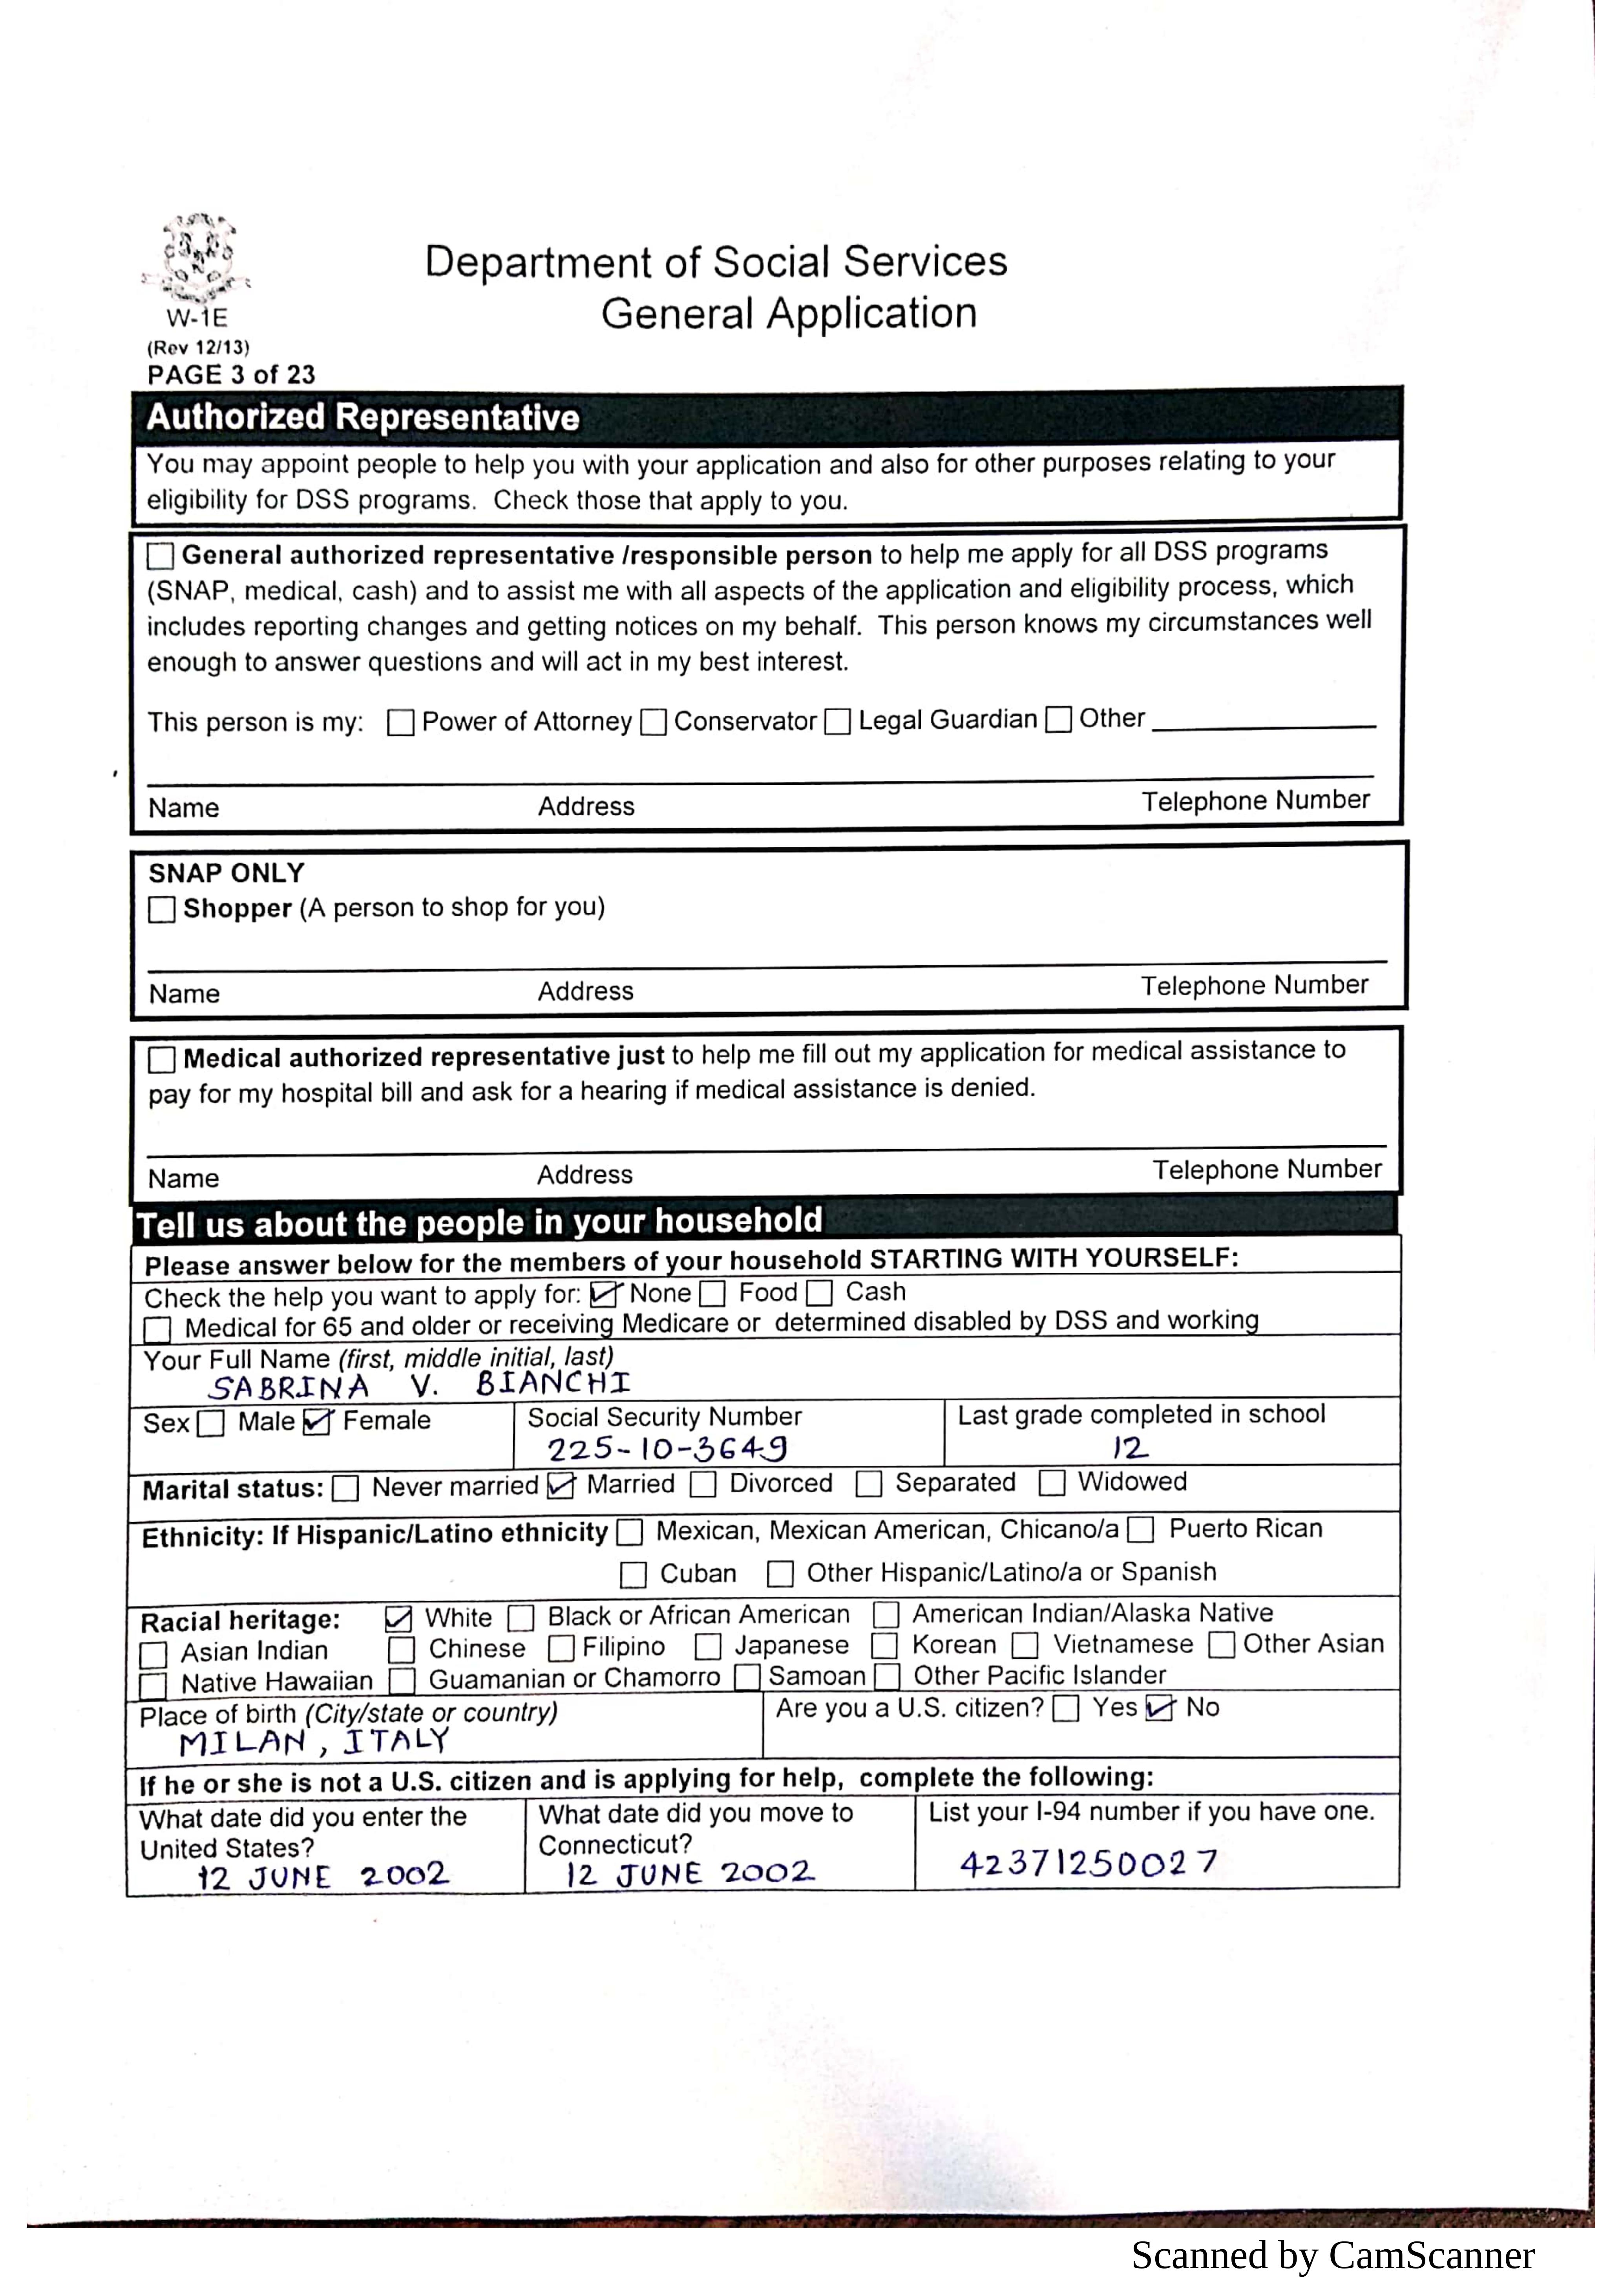 Department of Social Services
General Application
W-1E
(Rev 12/13)
PAGE 3 of 23
Authorized Representative
You may appoint people to help you with your application and also for other purposes relating to your
eligibility for DSS programs. Check those that apply to you.
☐ General authorized representative /responsible person to help me apply for all DSS programs
(SNAP, medical, cash) and to assist me with all aspects of the application and eligibility process, which
includes reporting changes and getting notices on my behalf. This person knows my circumstances well
enough to answer questions and will act in my best interest.
This person is my: ☐ Power of Attorney ☐ Conservator ☐ Legal Guardian ☐ Other
Name Address Telephone Number
SNAP ONLY
☐ Shopper (A person to shop for you)
Name Address Telephone Number
☐ Medical authorized representative just to help me fill out my application for medical assistance to
pay for my hospital bill and ask for a hearing if medical assistance is denied.
Name Address Telephone Number
Tell us about the people in your household
Please answer below for the members of your household STARTING WITH YOURSELF:
Check the help you want to apply for: ☑ None ☐ Food ☐ Cash
☐ Medical for 65 and older or receiving Medicare or determined disabled by DSS and working
Your Full Name (first, middle initial, last)
SABRINA V. BIANCHI
Sex ☐ Male ☑ Female Social Security Number Last grade completed in school
225-10-3649 12
Marital status: ☐ Never married ☑ Married ☐ Divorced ☐ Separated ☐ Widowed
Ethnicity: If Hispanic/Latino ethnicity ☐ Mexican, Mexican American, Chicano/a ☐ Puerto Rican
☐ Cuban ☐ Other Hispanic/Latino/a or Spanish
Racial heritage: ☑ White ☐ Black or African American ☐ American Indian/Alaska Native
☐ Asian Indian ☐ Chinese ☐ Filipino ☐ Japanese ☐ Korean ☐ Vietnamese ☐ Other Asian
☐ Native Hawaiian ☐ Guamanian or Chamorro ☐ Samoan ☐ Other Pacific Islander
Place of birth (City/state or country) Are you a U.S. citizen? ☐ Yes ☑ No
MILAN, ITALY
If he or she is not a U.S. citizen and is applying for help, complete the following:
What date did you enter the What date did you move to List your I-94 number if you have one.
United States? Connecticut?
12 JUNE 2002 12 JUNE 2002 42371250027
Scanned by CamScanner